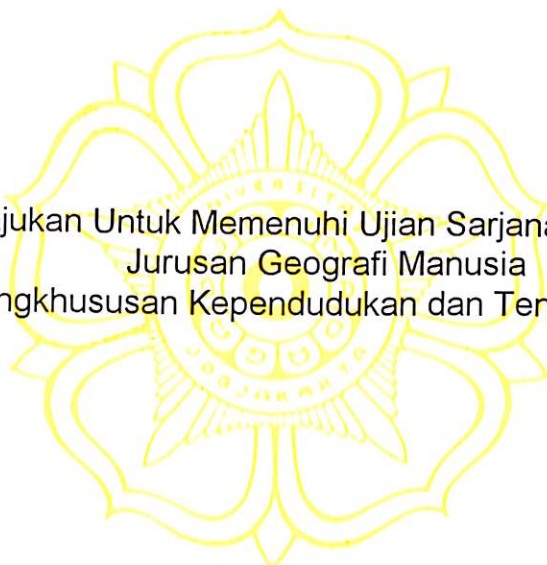 jukan Untuk Memenuhi Ujian Sarjana
Jurusan Geografi Manusia
ngkhususan Kependudukan dan Ten